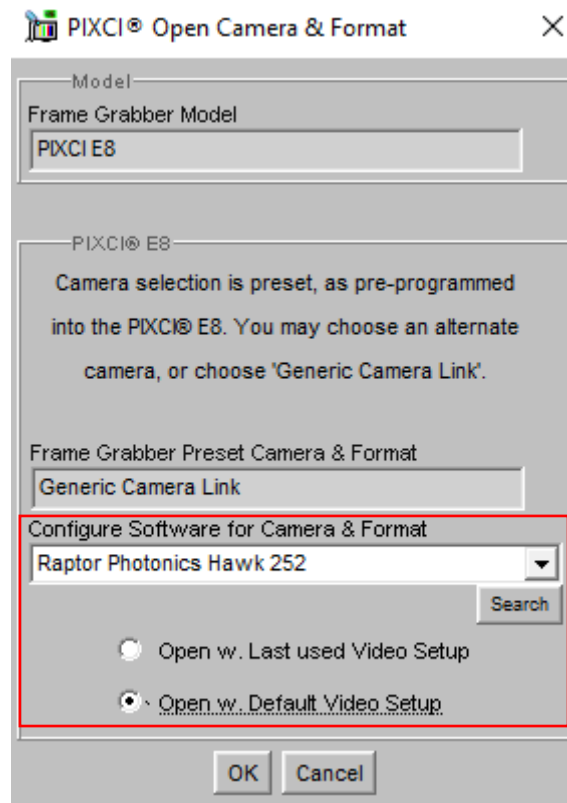 PIXCI® Open Camera & Format
Model
Frame Grabber Model
PIXCI E8
PIXCI® E8
Camera selection is preset, as pre-programmed
into the PIXCI® E8. You may choose an alternate
camera, or choose 'Generic Camera Link'.
Frame Grabber Preset Camera & Format
Generic Camera Link
Configure Software for Camera & Format
Raptor Photonics Hawk 252
Search
Open w. Last used Video Setup
Open w. Default Video Setup
OK Cancel